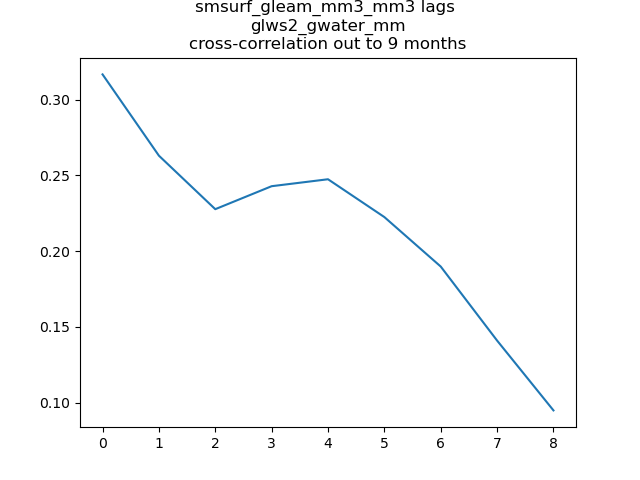 smsurf_gleam_mm3_mm3 lags
glws2_gwater_mm
cross-correlation out to 9 months
0.30
0.25
0.20
0.15
0.10
0 1 2 3 4 5 6 7 8